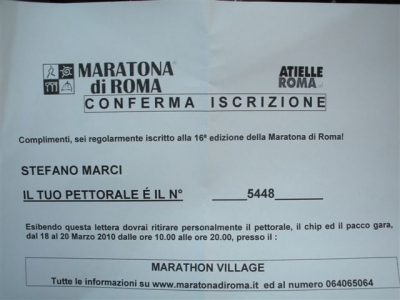 MARATONA
di ROMA
ATIELLE
ROMA
CONFERMA ISCRIZIONE
Complimenti, sei regolarmente iscritto alla 16ª edizione della Maratona di Roma!
STEFANO MARCI
IL TUO PETTORALE É IL N° _____5448_____
Esibendo questa lettera dovrai ritirare personalmente il pettorale, il chip ed il pacco gara,
dal 18 al 20 Marzo 2010 dalle ore 10.00 alle ore 20.00, presso il :
MARATHON VILLAGE
Tutte le informazioni su www.maratonadiroma.it ed al numero 064065064